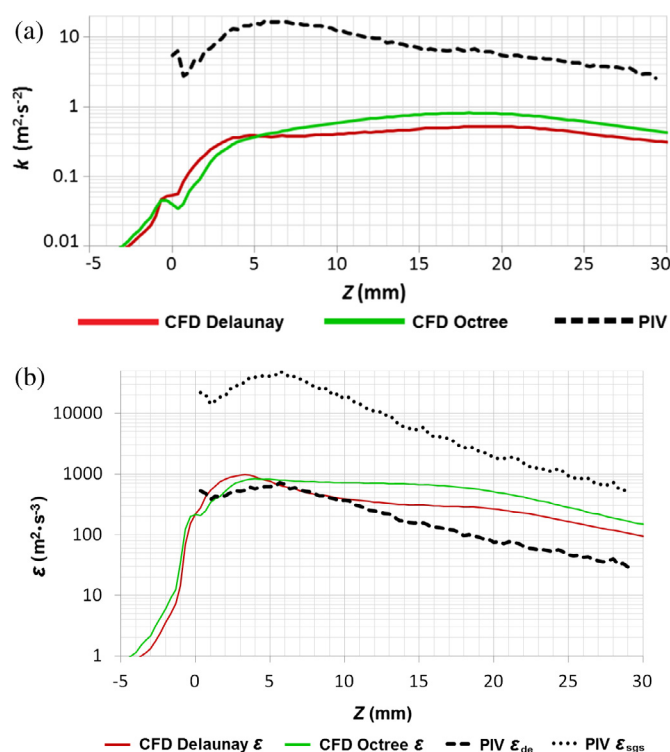 (a)
10
1
0.1
0.01
k (m²·s⁻²)
-5 0 5 10 15 20 25 30
Z (mm)
CFD Delaunay CFD Octree PIV
(b)
10000
1000
100
10
1
ε (m²·s⁻³)
-5 0 5 10 15 20 25 30
Z (mm)
CFD Delaunay ε CFD Octree ε PIV εde PIV εsgs